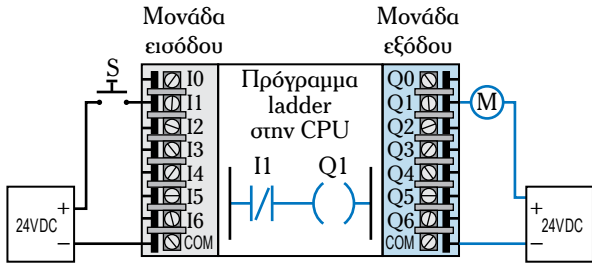 Μονάδα
εισόδου
Μονάδα
εξόδου
S
I0
I1
I2
I3
I4
I5
I6
COM
Πρόγραμμα
ladder
στην CPU
I1
Q1
Q0
Q1
Q2
Q3
Q4
Q5
Q6
COM
M
+
24VDC
−
+
24VDC
−